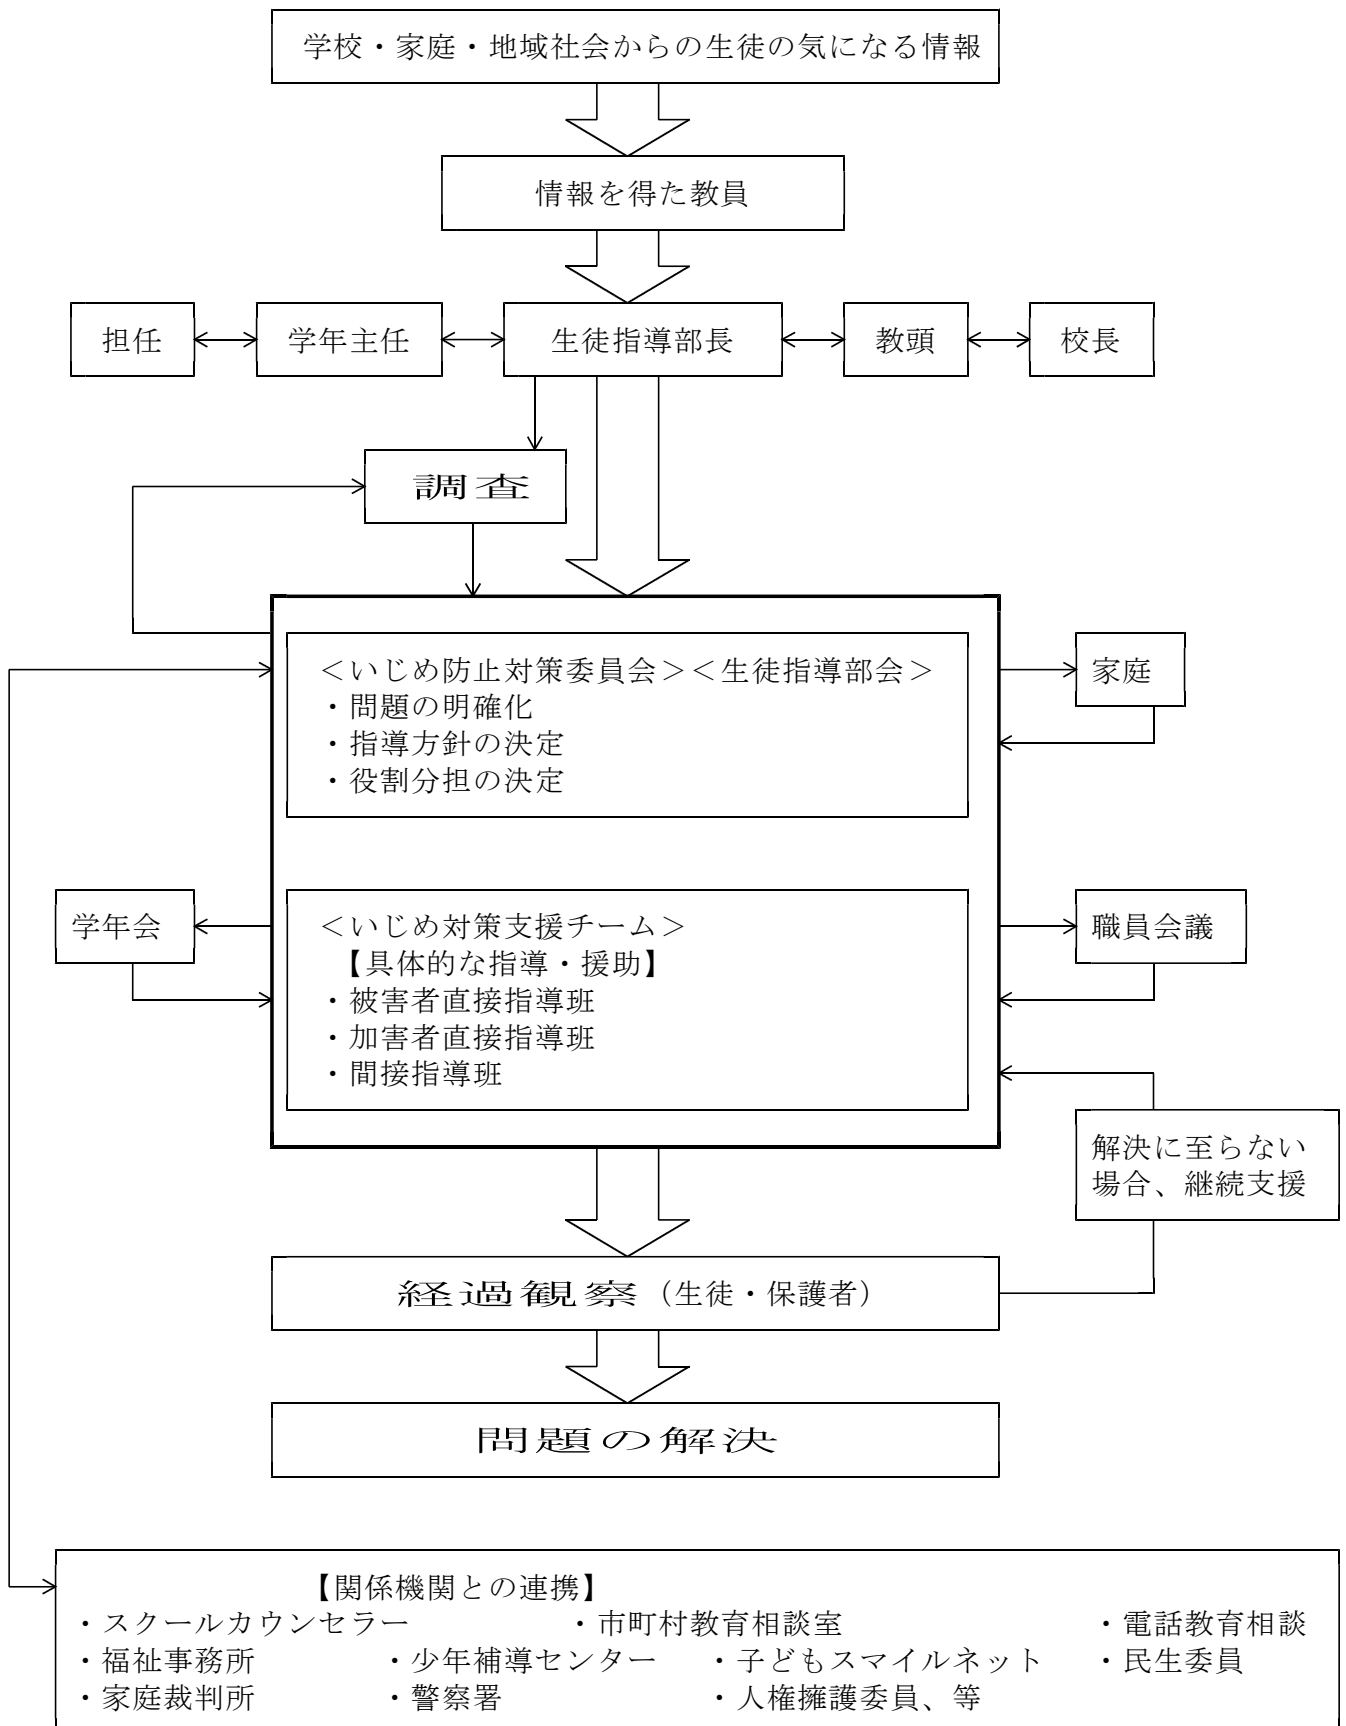 学校・家庭・地域社会からの生徒の気になる情報
情報を得た教員
担任
学年主任
生徒指導部長
教頭
校長
調査
＜いじめ防止対策委員会＞＜生徒指導部会＞
・問題の明確化
・指導方針の決定
・役割分担の決定
家庭
学年会
＜いじめ対策支援チーム＞
【具体的な指導・援助】
・被害者直接指導班
・加害者直接指導班
・間接指導班
職員会議
解決に至らない
場合、継続支援
経過観察（生徒・保護者）
問題の解決
【関係機関との連携】
・スクールカウンセラー ・市町村教育相談室 ・電話教育相談
・福祉事務所 ・少年補導センター ・子どもスマイルネット ・民生委員
・家庭裁判所 ・警察署 ・人権擁護委員、等